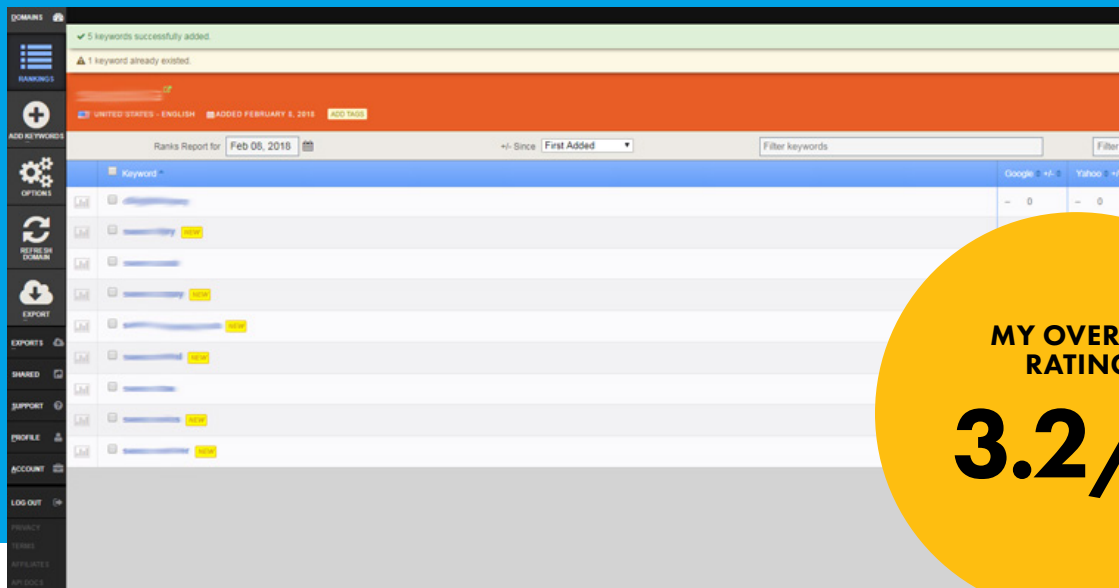 DOMAINS
✔ 5 keywords successfully added.
1 keyword already existed.
RANKINGS
UNITED STATES - ENGLISH ADDED FEBRUARY 8, 2018 ADD TAGS
ADD KEYWORDS
Ranks Report for Feb 08, 2018 +/- Since First Added Filter keywords Filter
Keyword Google +/- Yahoo +/-
OPTIONS
– 0 – 0
NEW
REFRESH
DOMAIN
NEW
EXPORT
NEW
NEW
NEW
NEW
EXPORTS
SHARED
SUPPORT
PROFILE
ACCOUNT
LOG OUT
PRIVACY
TERMS
AFFILIATES
API DOCS
MY OVER
RATING
3.2/